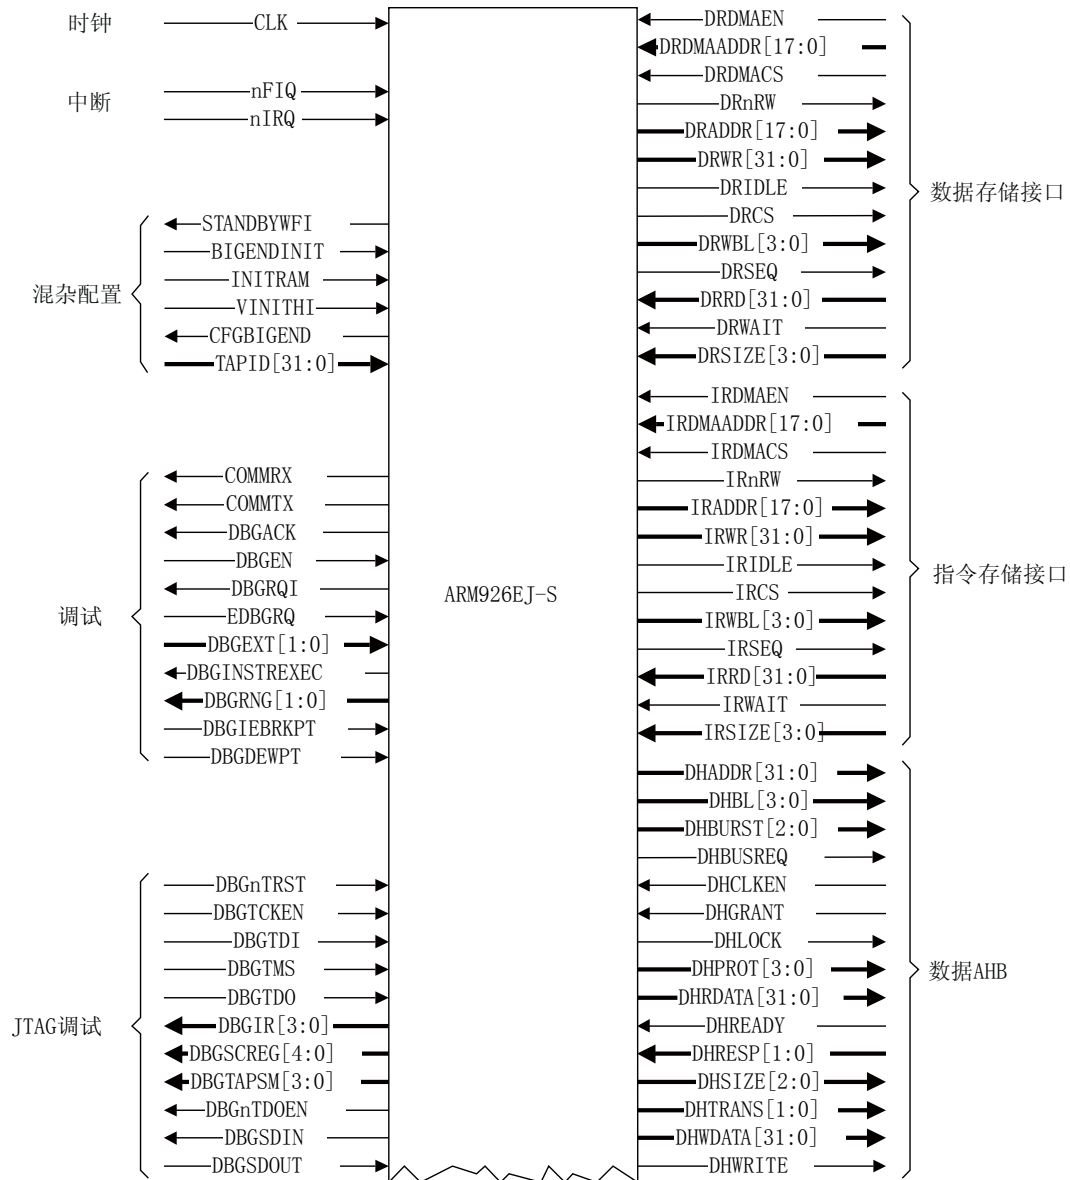 时钟
CLK
中断
nFIQ
nIRQ
混杂配置
STANDBYWFI
BIGENDINIT
INITRAM
VINITHI
CFGBIGEND
TAPID[31:0]
调试
COMMRX
COMMTX
DBGACK
DBGEN
DBGRQI
EDBGRQ
DBGEXT[1:0]
DBGINSTREXEC
DBGRNG[1:0]
DBGIEBRKPT
DBGDEWPT
JTAG调试
DBGnTRST
DBGTCKEN
DBGTDI
DBGTMS
DBGTDO
DBGIR[3:0]
DBGSCREG[4:0]
DBGTAPSM[3:0]
DBGnTDOEN
DBGSDIN
DBGSDOUT
ARM926EJ-S
DRDMAEN
DRDMAADDR[17:0]
DRDMACS
DRnRW
DRADDR[17:0]
DRWR[31:0]
DRIDLE
DRCS
DRWBL[3:0]
DRSEQ
DRRD[31:0]
DRWAIT
DRSIZE[3:0]
数据存储接口
IRDMAEN
IRDMAADDR[17:0]
IRDMACS
IRnRW
IRADDR[17:0]
IRWR[31:0]
IRIDLE
IRCS
IRWBL[3:0]
IRSEQ
IRRD[31:0]
IRWAIT
IRSIZE[3:0]
指令存储接口
DHADDR[31:0]
DHBL[3:0]
DHBURST[2:0]
DHBUSREQ
DHCLKEN
DHGRANT
DHLOCK
DHPROT[3:0]
DHRDATA[31:0]
DHREADY
DHRESP[1:0]
DHSIZE[2:0]
DHTRANS[1:0]
DHWDATA[31:0]
DHWRITE
数据AHB